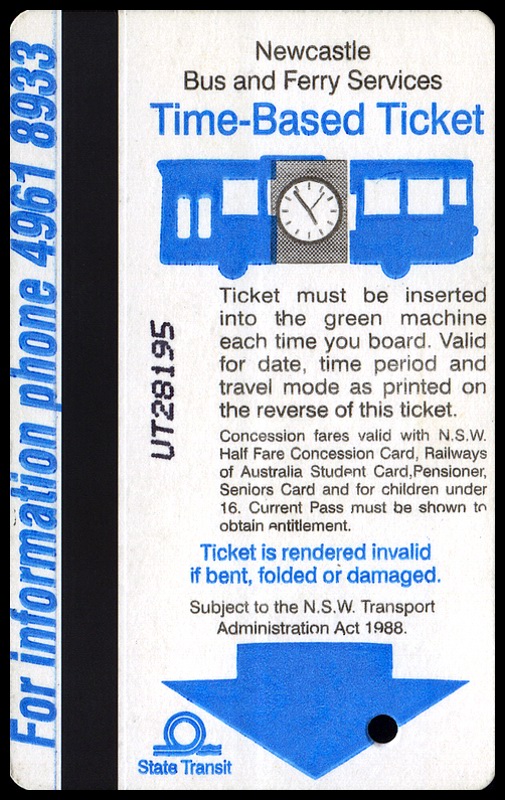 For information phone 4961 8933
Newcastle
Bus and Ferry Services
Time-Based Ticket
Ticket must be inserted
into the green machine
each time you board. Valid
for date, time period and
travel mode as printed on
the reverse of this ticket.
UT28195
Concession fares valid with N.S.W.
Half Fare Concession Card, Railways
of Australia Student Card,Pensioner,
Seniors Card and for children under
16. Current Pass must be shown to
obtain entitlement.
Ticket is rendered invalid
if bent, folded or damaged.
Subject to the N.S.W. Transport
Administration Act 1988.
State Transit